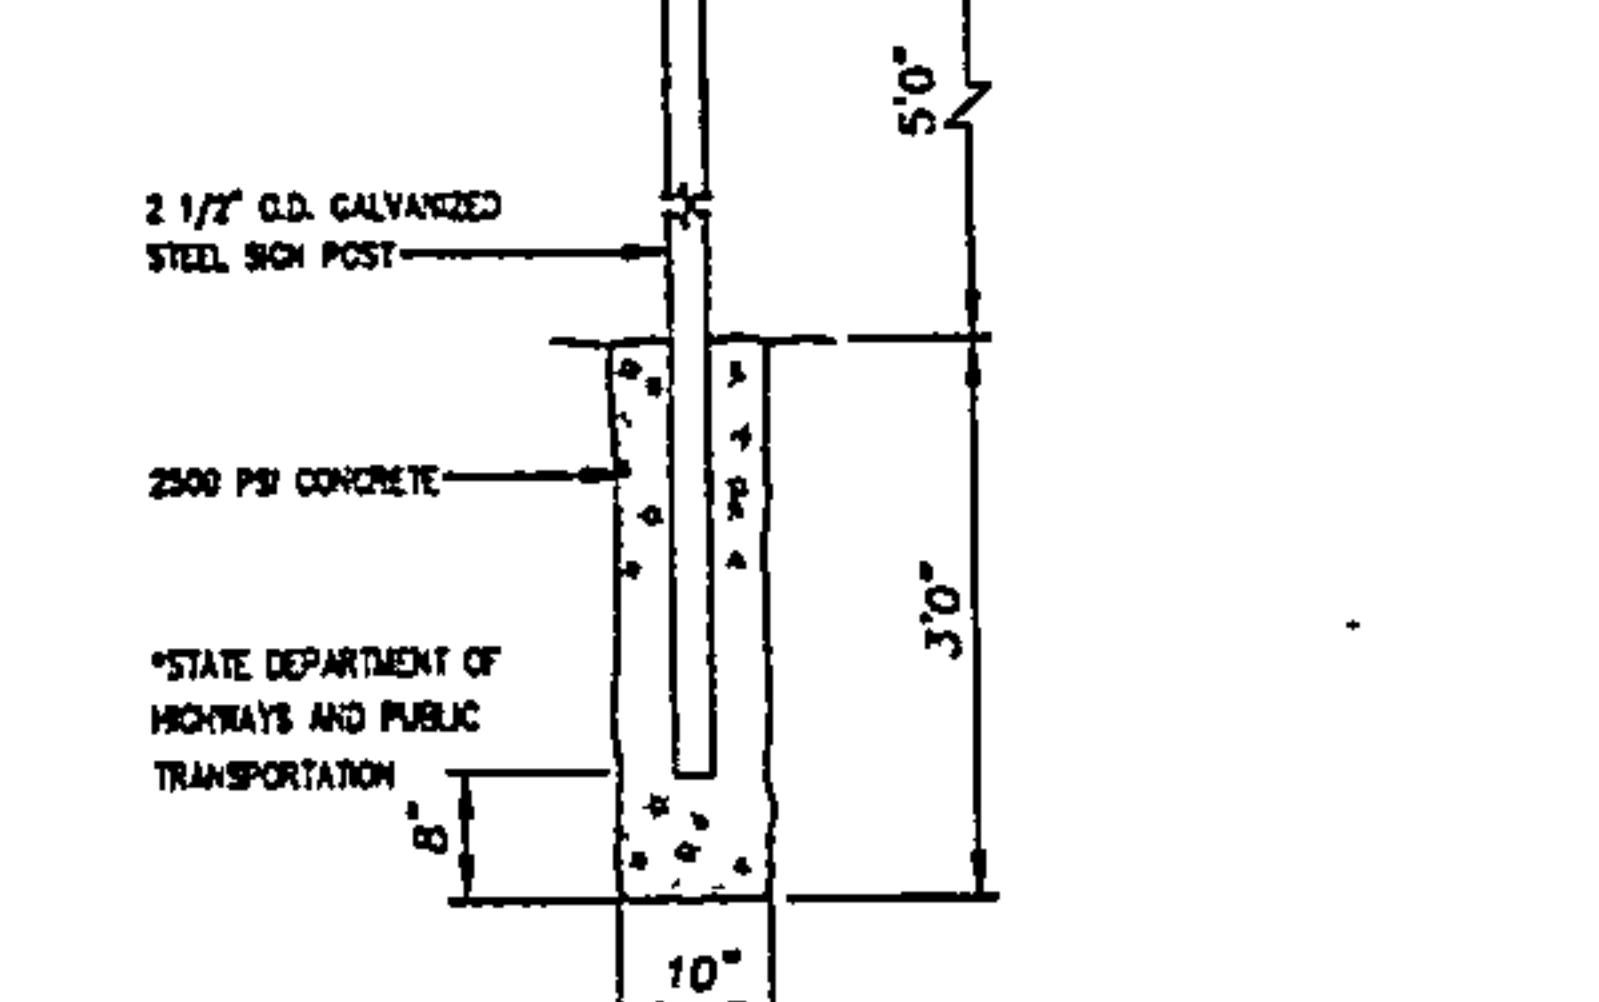 5'0"
2 1/2" O.D. GALVANIZED
STEEL SIGN POST
2500 PSI CONCRETE
3'0"
*STATE DEPARTMENT OF
HIGHWAYS AND PUBLIC
TRANSPORTATION
8"
10"